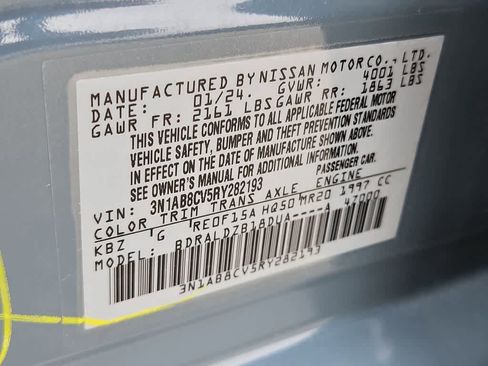 MANUFACTURED BY NISSAN MOTOR CO., LTD.
DATE: 01/24. GVWR: 4001 LBS
GAWR FR: 2161 LBS GAWR RR: 1863 LBS
THIS VEHICLE CONFORMS TO ALL APPLICABLE FEDERAL MOTOR
VEHICLE SAFETY, BUMPER AND THEFT PREVENTION STANDARDS
IN EFFECT ON THE DATE OF MANUFACTURE SHOWN ABOVE.
SEE OWNER'S MANUAL FOR ADDITIONAL INFORMATION.
VIN: 3N1AB8CV5RY282193 PASSENGER CAR.
COLOR TRIM TRANS AXLE ENGINE
KBZ G RE0F15A HQ50 MR20 1997 CC
MODEL: BDRALDZB18DUA----A 47000
3N1AB8CV5RY282193